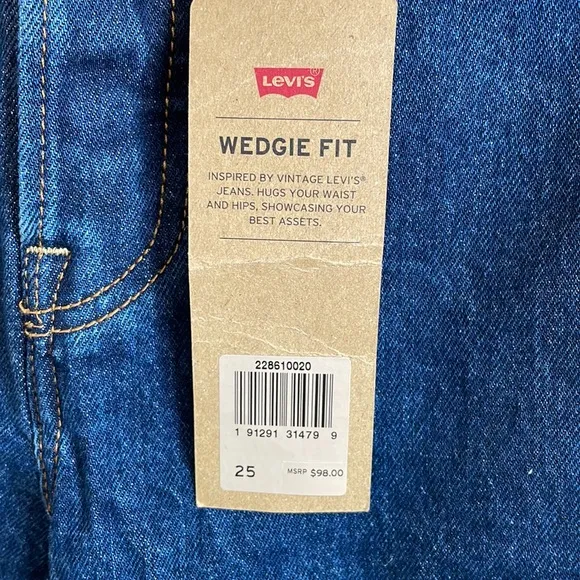 LEVI'S®
WEDGIE FIT
INSPIRED BY VINTAGE LEVI'S®
JEANS. HUGS YOUR WAIST
AND HIPS, SHOWCASING YOUR
BEST ASSETS.
228610020
1 91291 31479 9
25 MSRP $98.00